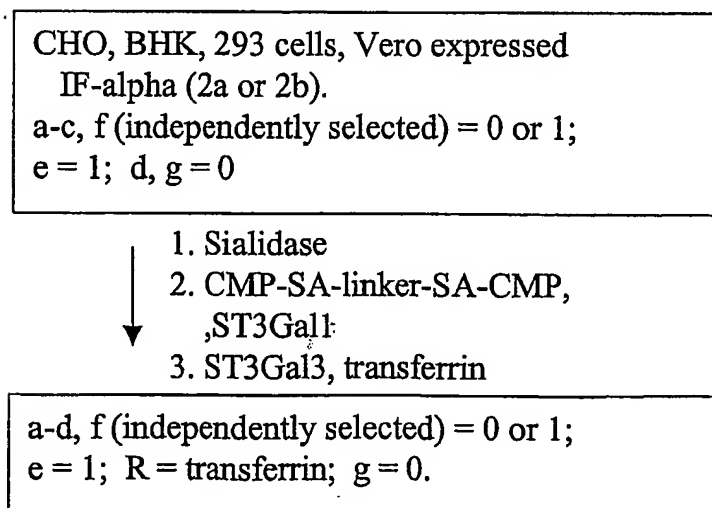 CHO, BHK, 293 cells, Vero expressed
IF-alpha (2a or 2b).
a-c, f (independently selected) = 0 or 1;
e = 1; d, g = 0
1. Sialidase
2. CMP-SA-linker-SA-CMP,
,ST3Gal1
3. ST3Gal3, transferrin
a-d, f (independently selected) = 0 or 1;
e = 1; R = transferrin; g = 0.